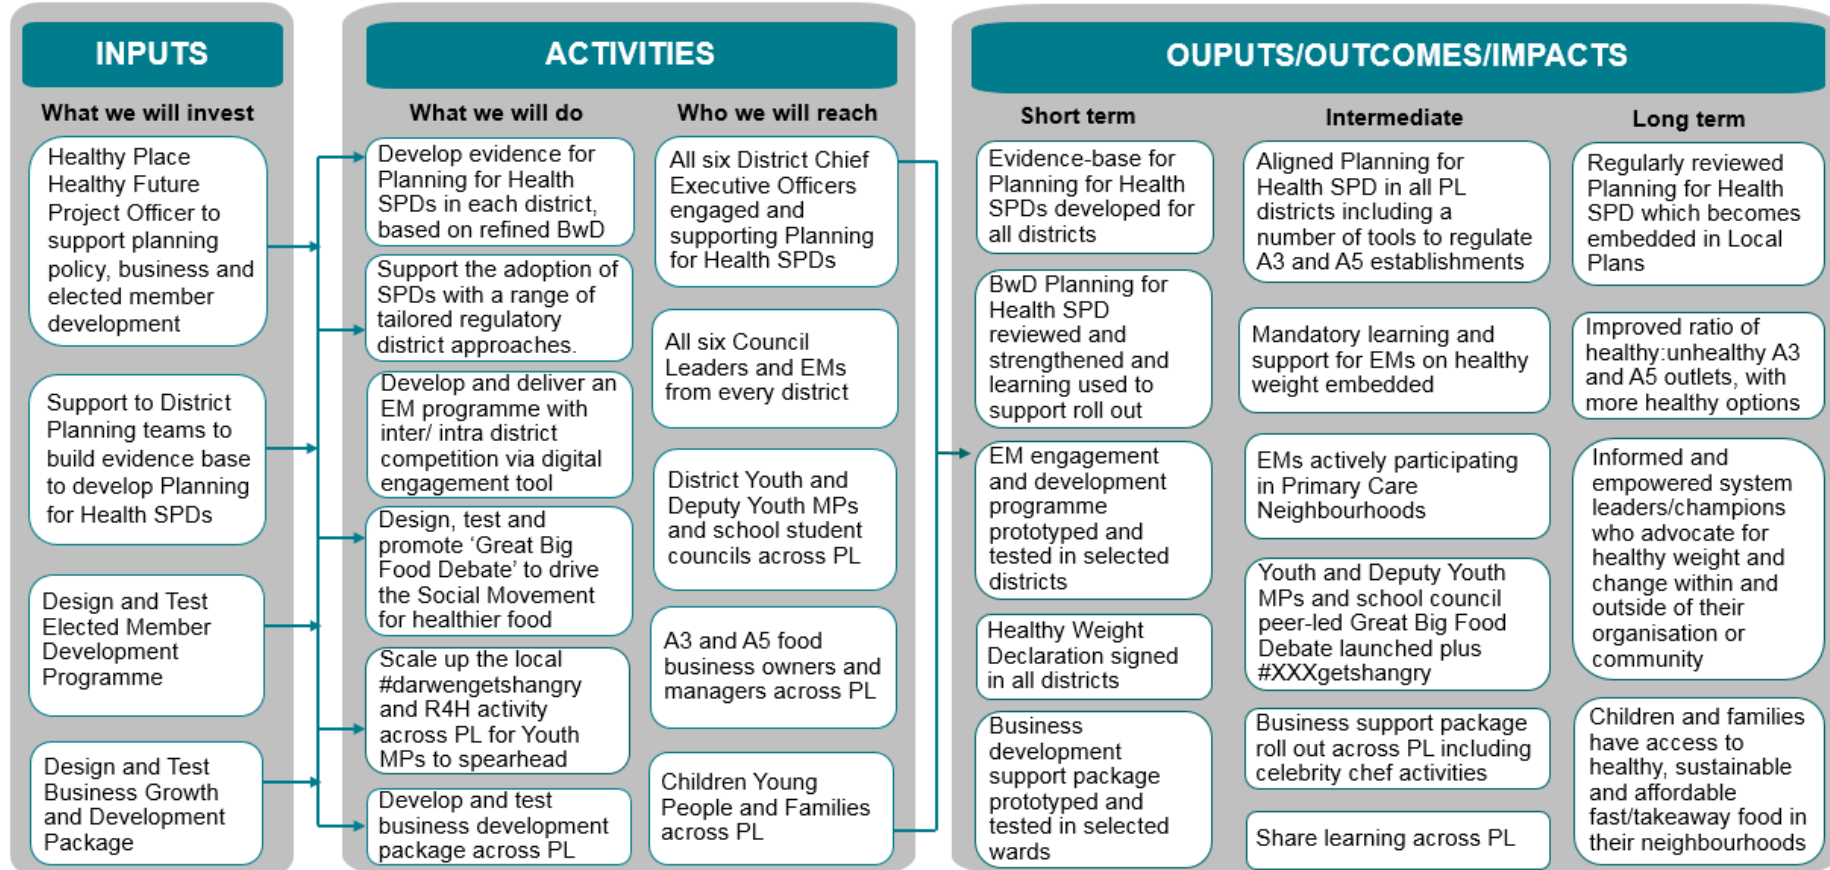 INPUTS
What we will invest
Healthy Place
Healthy Future
Project Officer to
support planning
policy, business and
elected member
development
Support to District
Planning teams to
build evidence base
to develop Planning
for Health SPDs
Design and Test
Elected Member
Development
Programme
Design and Test
Business Growth
and Development
Package
ACTIVITIES
What we will do
Develop evidence for
Planning for Health
SPDs in each district,
based on refined BwD
Support the adoption of
SPDs with a range of
tailored regulatory
district approaches.
Develop and deliver an
EM programme with
inter/ intra district
competition via digital
engagement tool
Design, test and
promote ‘Great Big
Food Debate’ to drive
the Social Movement
for healthier food
Scale up the local
#darwengetshangry
and R4H activity
across PL for Youth
MPs to spearhead
Develop and test
business development
package across PL
Who we will reach
All six District Chief
Executive Officers
engaged and
supporting Planning
for Health SPDs
All six Council
Leaders and EMs
from every district
District Youth and
Deputy Youth MPs
and school student
councils across PL
A3 and A5 food
business owners and
managers across PL
Children Young
People and Families
across PL
OUPUTS/OUTCOMES/IMPACTS
Short term
Evidence-base for
Planning for Health
SPDs developed for
all districts
BwD Planning for
Health SPD
reviewed and
strengthened and
learning used to
support roll out
EM engagement
and development
programme
prototyped and
tested in selected
districts
Healthy Weight
Declaration signed
in all districts
Business
development
support package
prototyped and
tested in selected
wards
Intermediate
Aligned Planning for
Health SPD in all PL
districts including a
number of tools to regulate
A3 and A5 establishments
Mandatory learning and
support for EMs on healthy
weight embedded
EMs actively participating
in Primary Care
Neighbourhoods
Youth and Deputy Youth
MPs and school council
peer-led Great Big Food
Debate launched plus
#XXXgetshangry
Business support package
roll out across PL including
celebrity chef activities
Share learning across PL
Long term
Regularly reviewed
Planning for Health
SPD which becomes
embedded in Local
Plans
Improved ratio of
healthy:unhealthy A3
and A5 outlets, with
more healthy options
Informed and
empowered system
leaders/champions
who advocate for
healthy weight and
change within and
outside of their
organisation or
community
Children and families
have access to
healthy, sustainable
and affordable
fast/takeaway food in
their neighbourhoods